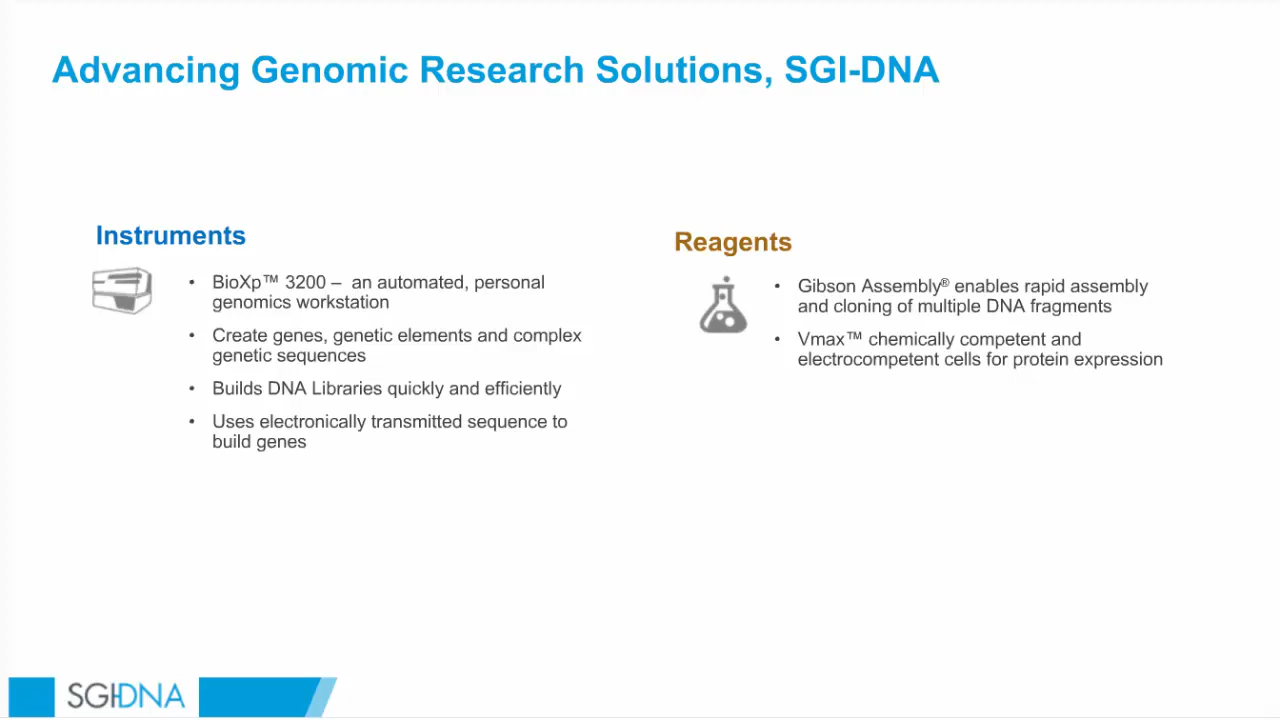 Advancing Genomic Research Solutions, SGI-DNA
Instruments
• BioXp™ 3200 – an automated, personal
genomics workstation
• Create genes, genetic elements and complex
genetic sequences
• Builds DNA Libraries quickly and efficiently
• Uses electronically transmitted sequence to
build genes
Reagents
• Gibson Assembly® enables rapid assembly
and cloning of multiple DNA fragments
• Vmax™ chemically competent and
electrocompetent cells for protein expression
SGI-DNA